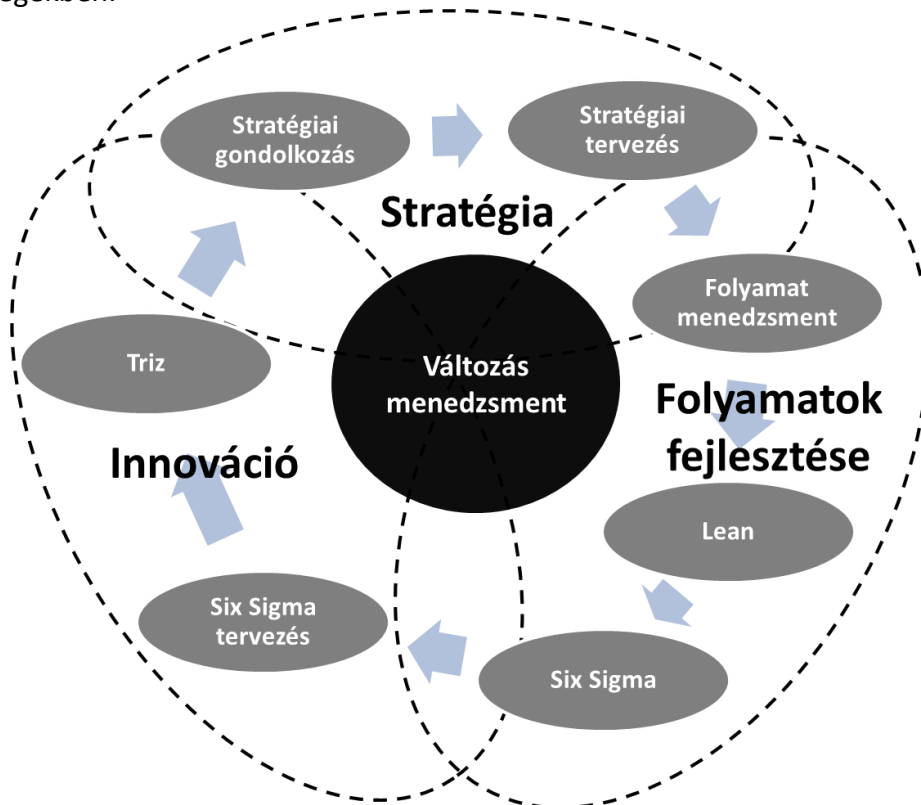 Stratégiai
gondolkozás
Stratégiai
tervezés
Stratégia
Folyamat
menedzsment
Triz
Változás
menedzsment
Folyamatok
fejlesztése
Innováció
Lean
Six Sigma
tervezés
Six Sigma